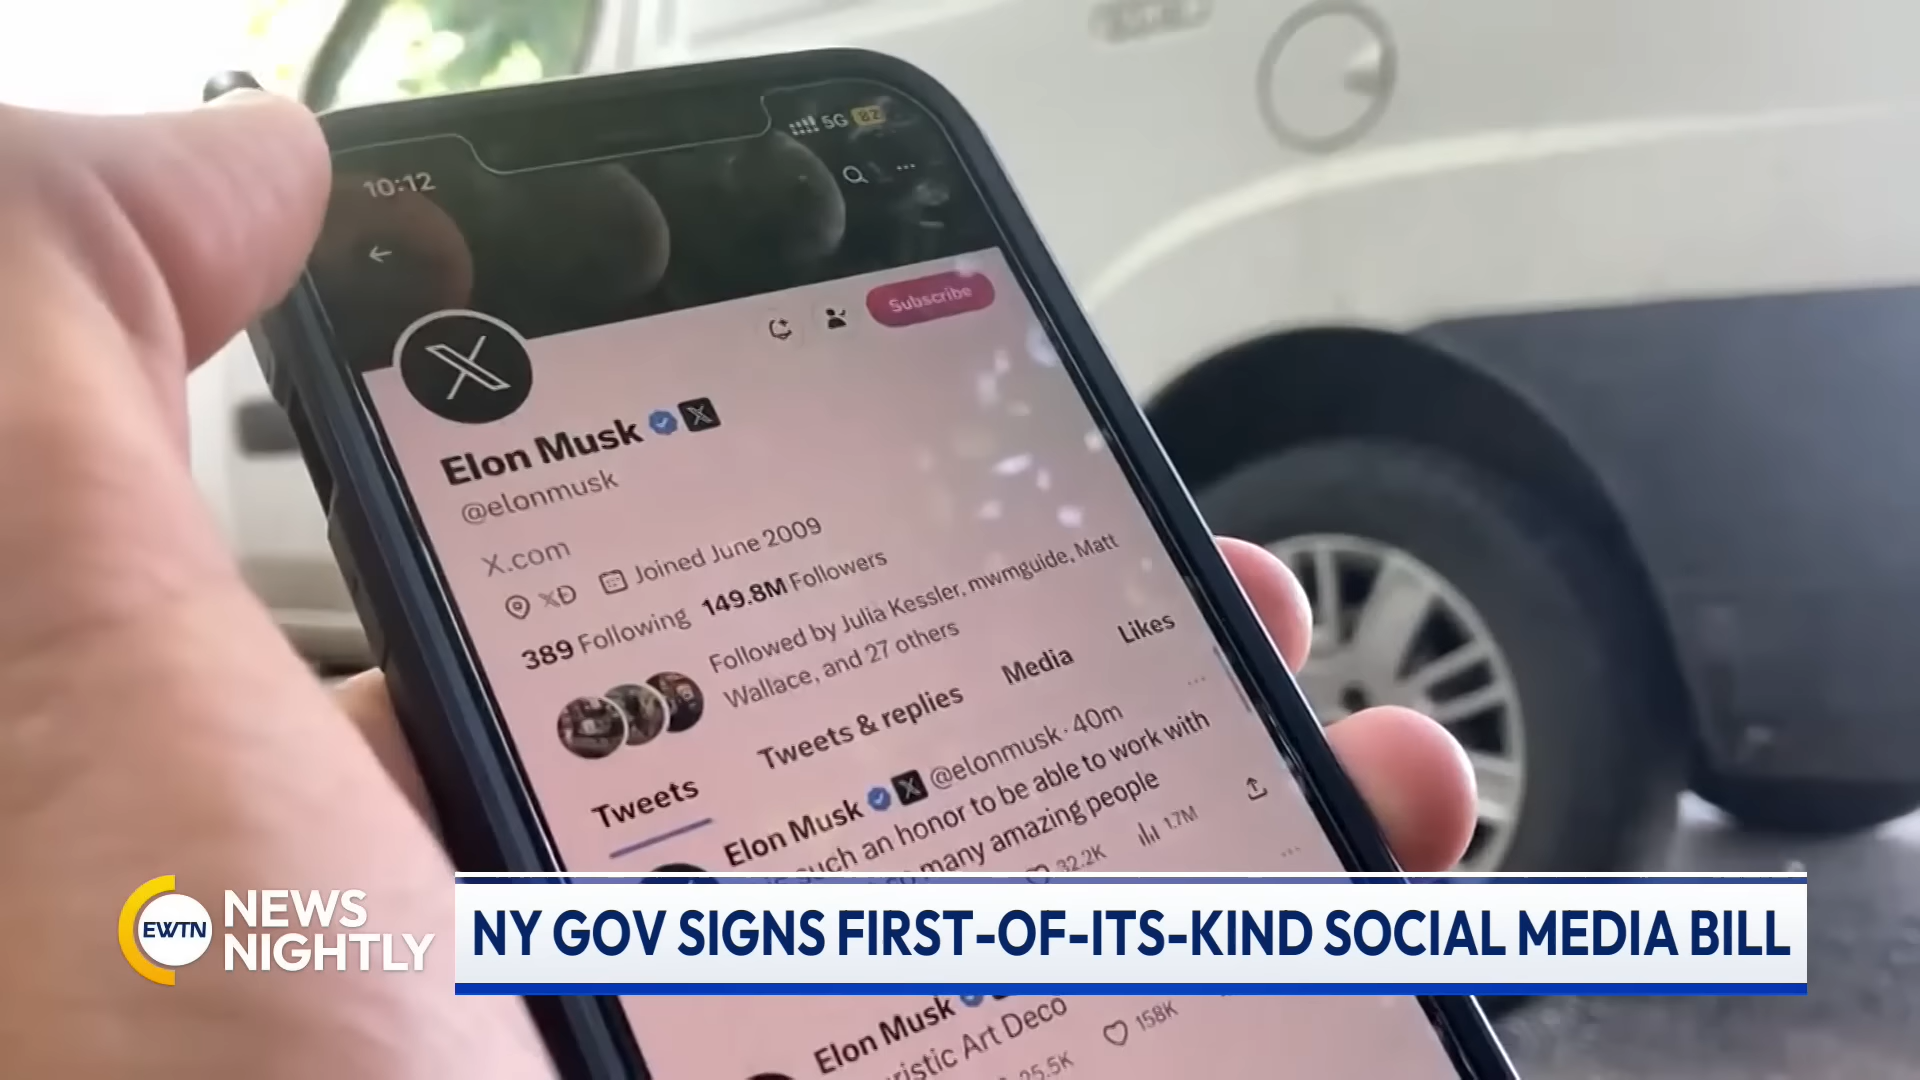 10:12
5G 82
Subscribe
Elon Musk
@elonmusk
X.com
Joined June 2009
389 Following 149.8M Followers
Followed by Julia Kessler, mwmguide, Matt
Wallace, and 27 others
Tweets
Tweets & replies
Media
Likes
Elon Musk @elonmusk · 40m
such an honor to be able to work with
many amazing people
32.2K
1.7M
EWTN
NEWS
NIGHTLY
NY GOV SIGNS FIRST-OF-ITS-KIND SOCIAL MEDIA BILL
Elon Musk
Art Deco
25.5K
158K